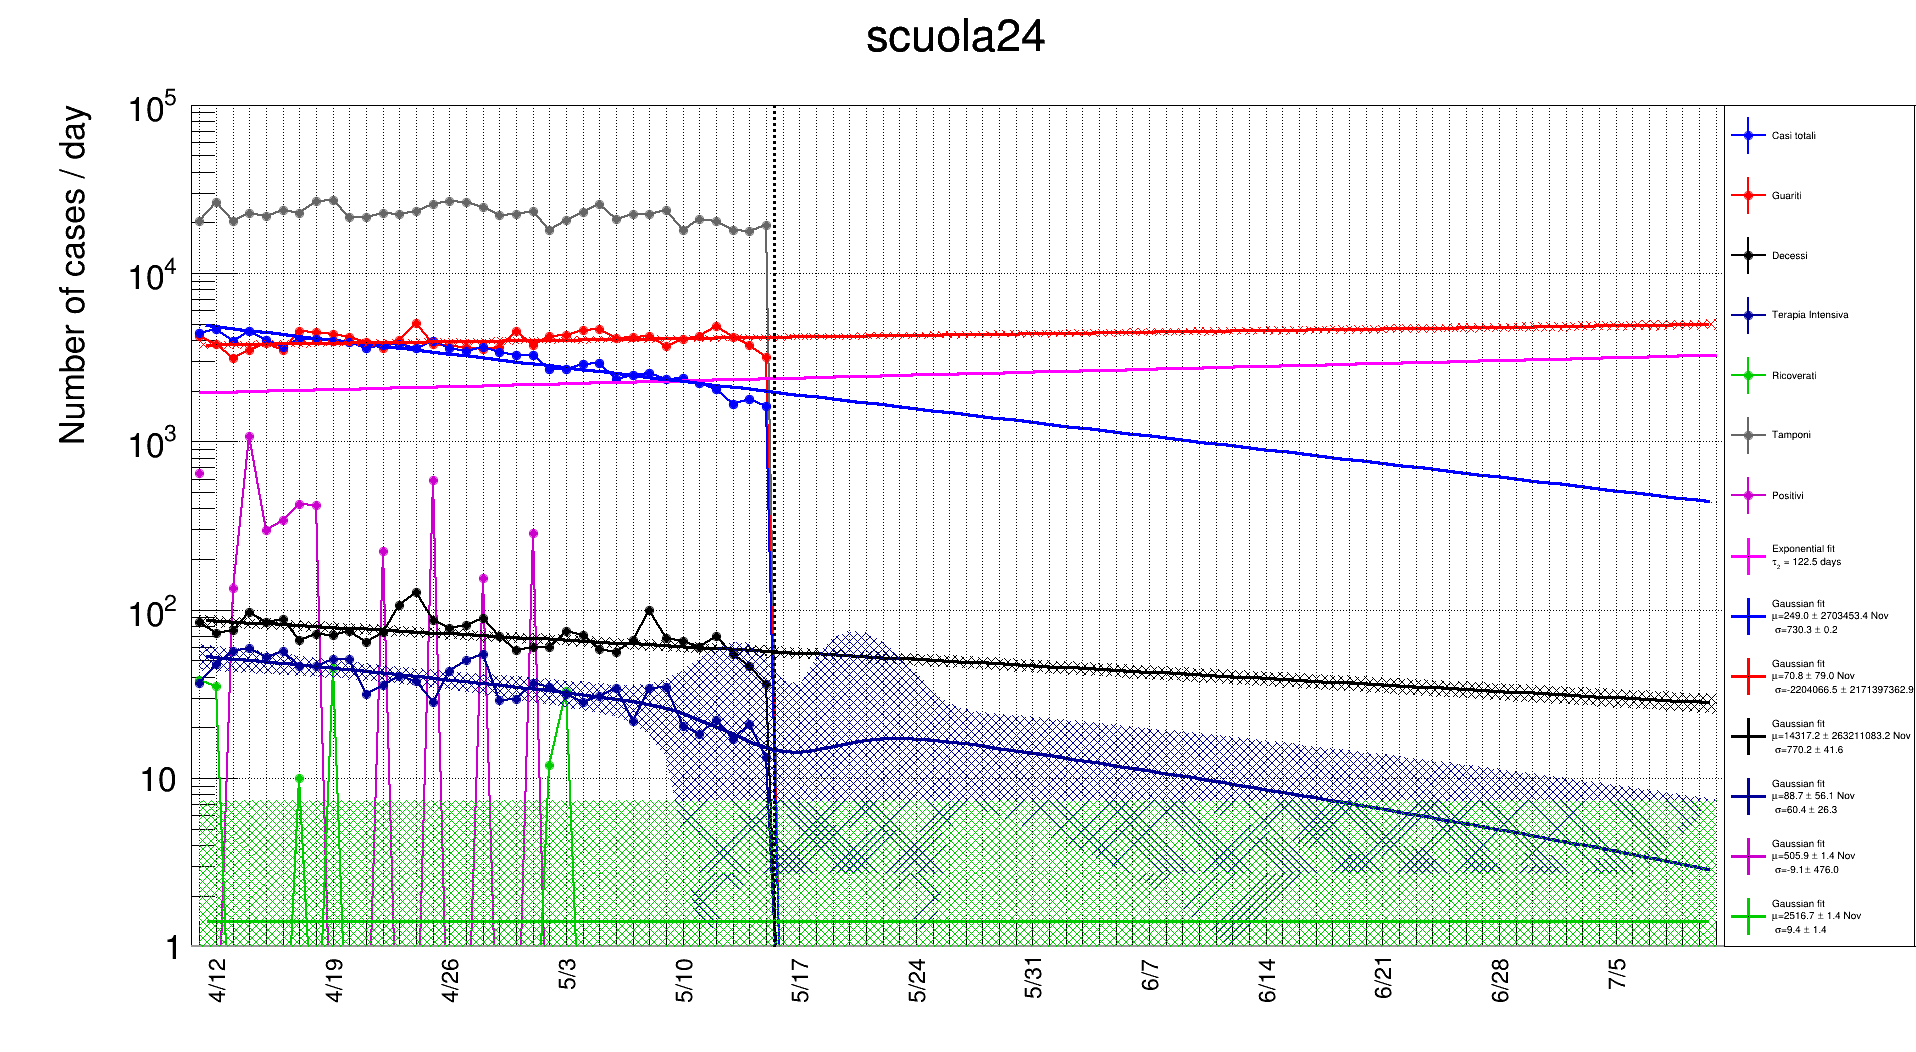 scuola24
Number of cases / day
10^5
10^4
10^3
10^2
10
1
4/12
4/19
4/26
5/3
5/10
5/17
5/24
5/31
6/7
6/14
6/21
6/28
7/5
Casi totali
Guariti
Decessi
Terapia Intensiva
Ricoverati
Tamponi
Positivi
Exponential fit
τ₂ = 122.5 days
Gaussian fit
μ=249.0 ± 2703453.4 Nov
σ=730.3 ± 0.2
Gaussian fit
μ=70.8 ± 79.0 Nov
σ=-2204066.5 ± 2171397362.9
Gaussian fit
μ=14317.2 ± 263211083.2 Nov
σ=770.2 ± 41.6
Gaussian fit
μ=88.7 ± 56.1 Nov
σ=60.4 ± 26.3
Gaussian fit
μ=505.9 ± 1.4 Nov
σ=-9.1 ± 476.0
Gaussian fit
μ=2516.7 ± 1.4 Nov
σ=9.4 ± 1.4